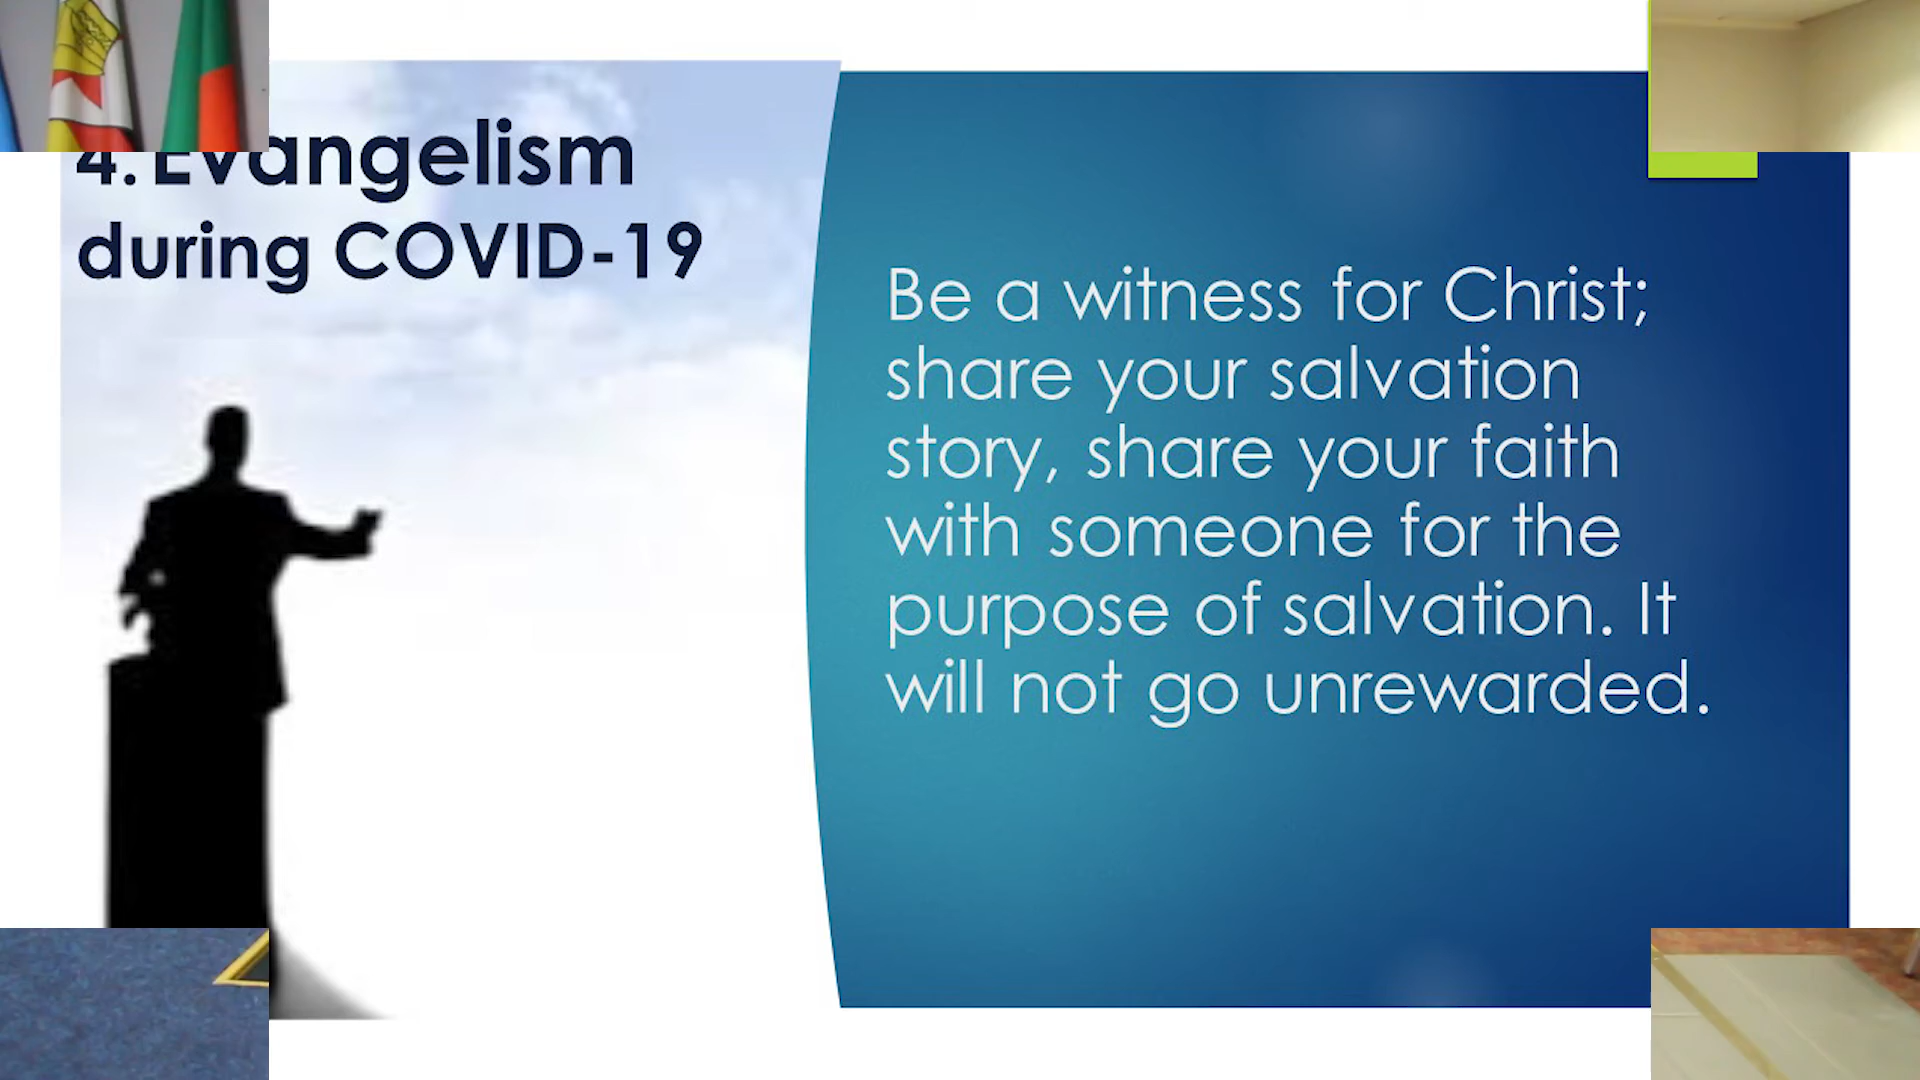 4. Evangelism
during COVID-19
Be a witness for Christ;
share your salvation
story, share your faith
with someone for the
purpose of salvation. It
will not go unrewarded.